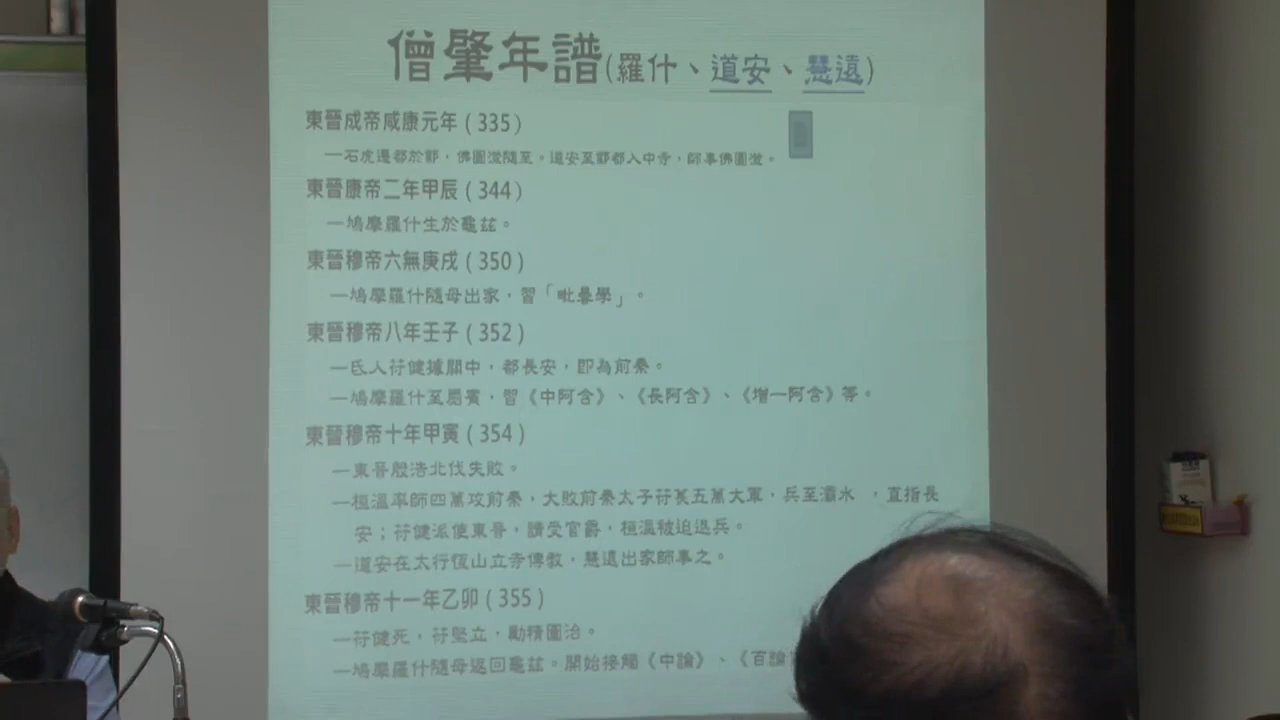 僧肇年譜(羅什、道安、慧遠)
東晉成帝咸康元年(335)
—石虎遷都於鄴，佛圖澄隨至。道安至鄴都入中寺，師事佛圖澄。
東晉康帝二年甲辰(344)
—鳩摩羅什生於龜茲。
東晉穆帝六無庚戌(350)
—鳩摩羅什隨母出家，習「毗曇學」。
東晉穆帝八年壬子(352)
—氐人苻健據關中，都長安，即為前秦。
—鳩摩羅什至罽賓，習《中阿含》、《長阿含》、《增一阿含》等。
東晉穆帝十年甲寅(354)
—東晉殷浩北伐失敗。
—桓溫率師四萬攻前秦，大敗前秦太子苻萇五萬大軍，兵至灞水 ，直指長
安；苻健派使東晉，請受官爵，桓溫被迫退兵。
—道安在太行恆山立寺傳教，慧遠出家師事之。
東晉穆帝十一年乙卯(355)
—苻健死，苻堅立，勵精圖治。
—鳩摩羅什隨母返回龜茲。開始接觸《中論》、《百論